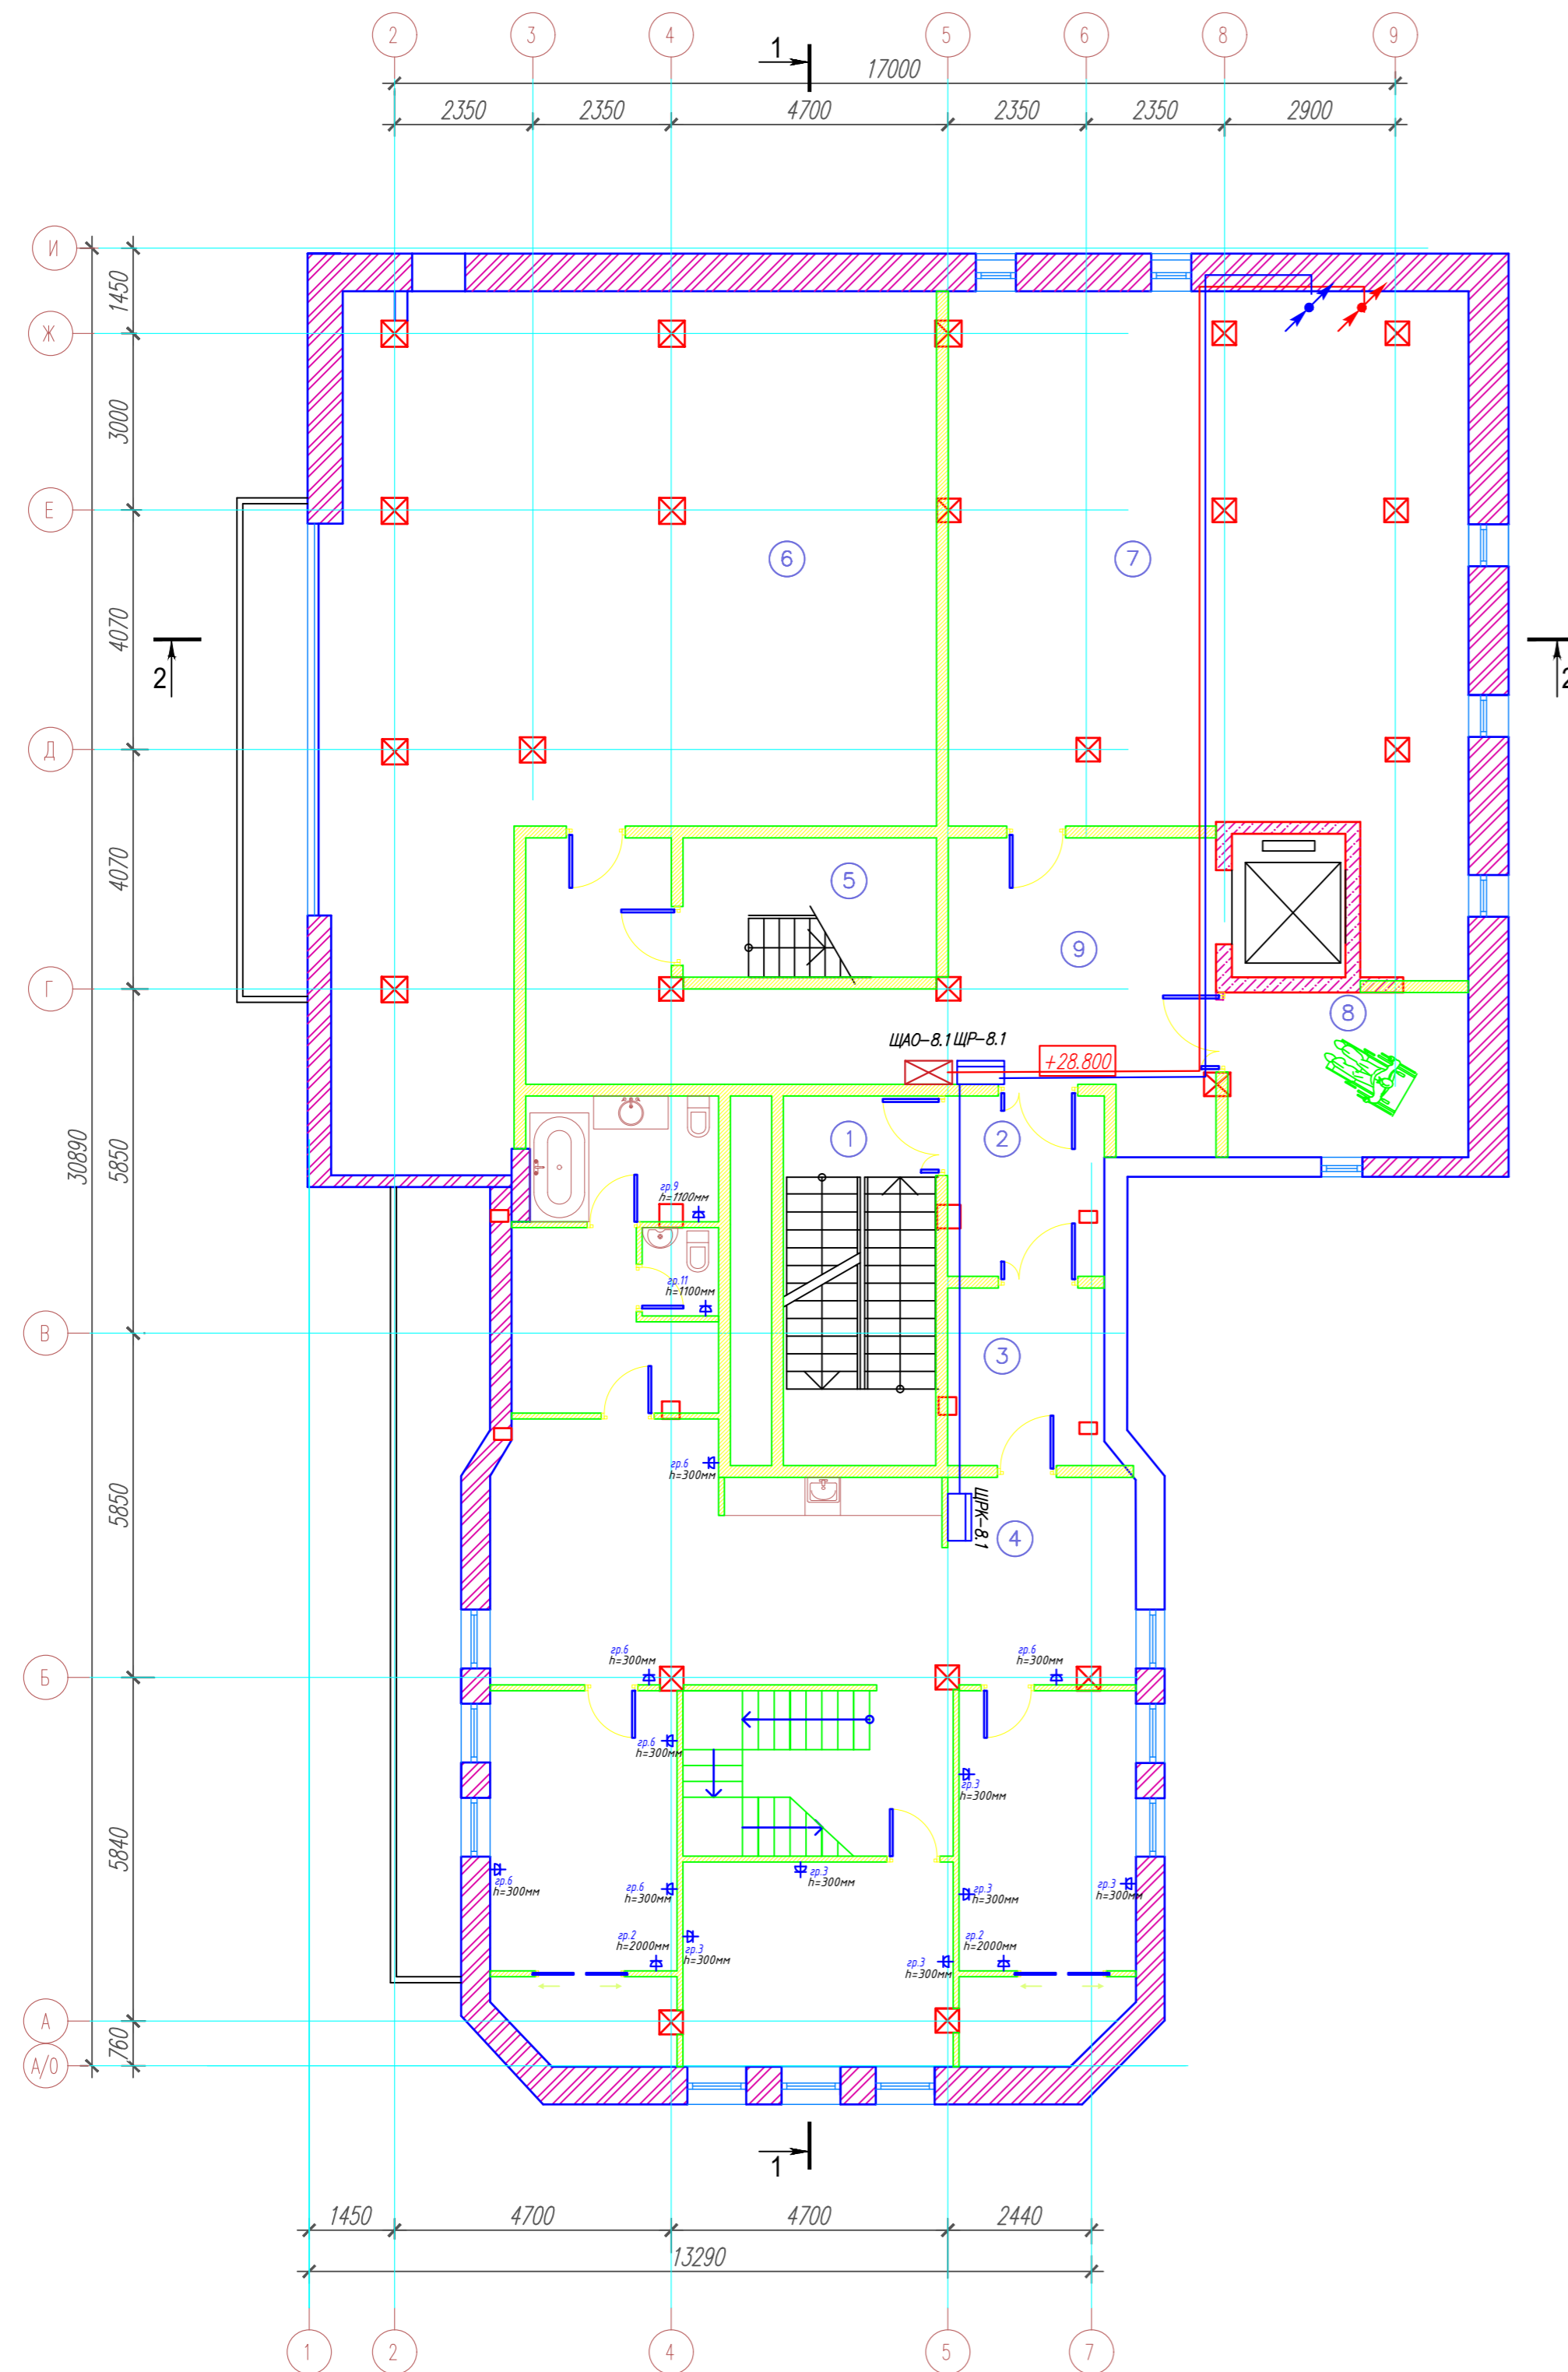 2 3 4 5 6 8 9
1
17000
2350 2350 4700 2350 2350 2900
И
1450
Ж
3000
Е
6 7
4070
2 2
Д
4070
5
9
Г
8
ЩАО-8.1 ЩР-8.1
+28.800
1 2
30890
5850
гр.9
h=1100мм
гр.11
h=1100мм
В
3
гр.6
h=300мм
ЩРК-8.1
4
5850
гр.6
h=300мм
гр.6
h=300мм
Б
гр.6
h=300мм
гр.3
h=300мм
5840
гр.6
h=300мм
гр.6
h=300мм
гр.3
h=300мм
гр.3
h=300мм
гр.3
h=300мм
гр.2
h=2000мм
гр.3
h=300мм
гр.3
h=300мм
гр.2
h=2000мм
А
760
А/0
1
1450 4700 4700 2440
13290
1 2 4 5 7